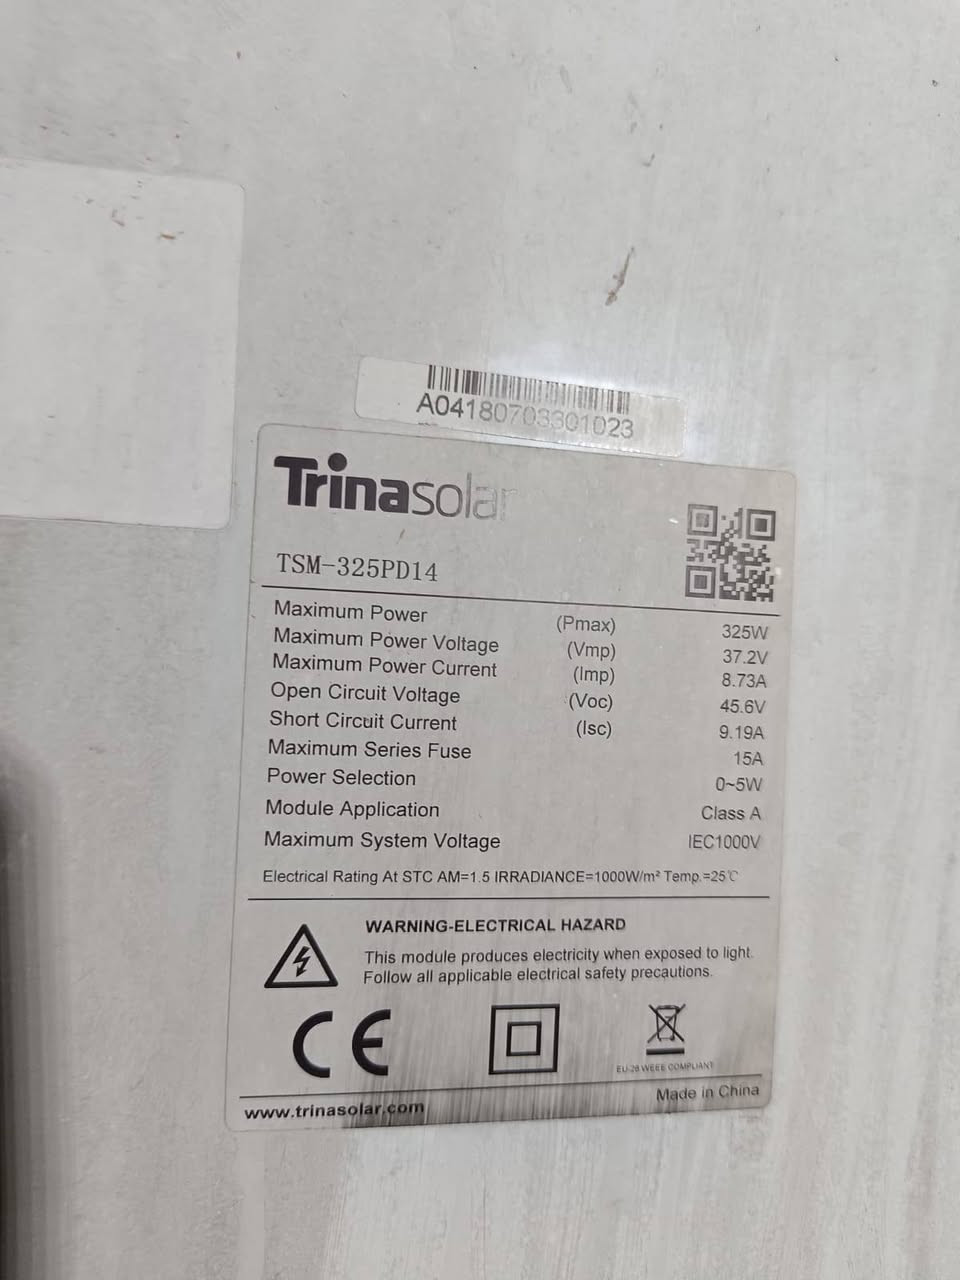 A04180703301023
Trinasolar
TSM-325PD14
Maximum Power (Pmax) 325W
Maximum Power Voltage (Vmp) 37.2V
Maximum Power Current (Imp) 8.73A
Open Circuit Voltage (Voc) 45.6V
Short Circuit Current (Isc) 9.19A
Maximum Series Fuse 15A
Power Selection 0~5W
Module Application Class A
Maximum System Voltage IEC1000V
Electrical Rating At STC AM=1.5 IRRADIANCE=1000W/m² Temp.=25℃
WARNING-ELECTRICAL HAZARD
This module produces electricity when exposed to light.
Follow all applicable electrical safety precautions.
CE
EU-28 WEEE COMPLIANT
www.trinasolar.com Made in China